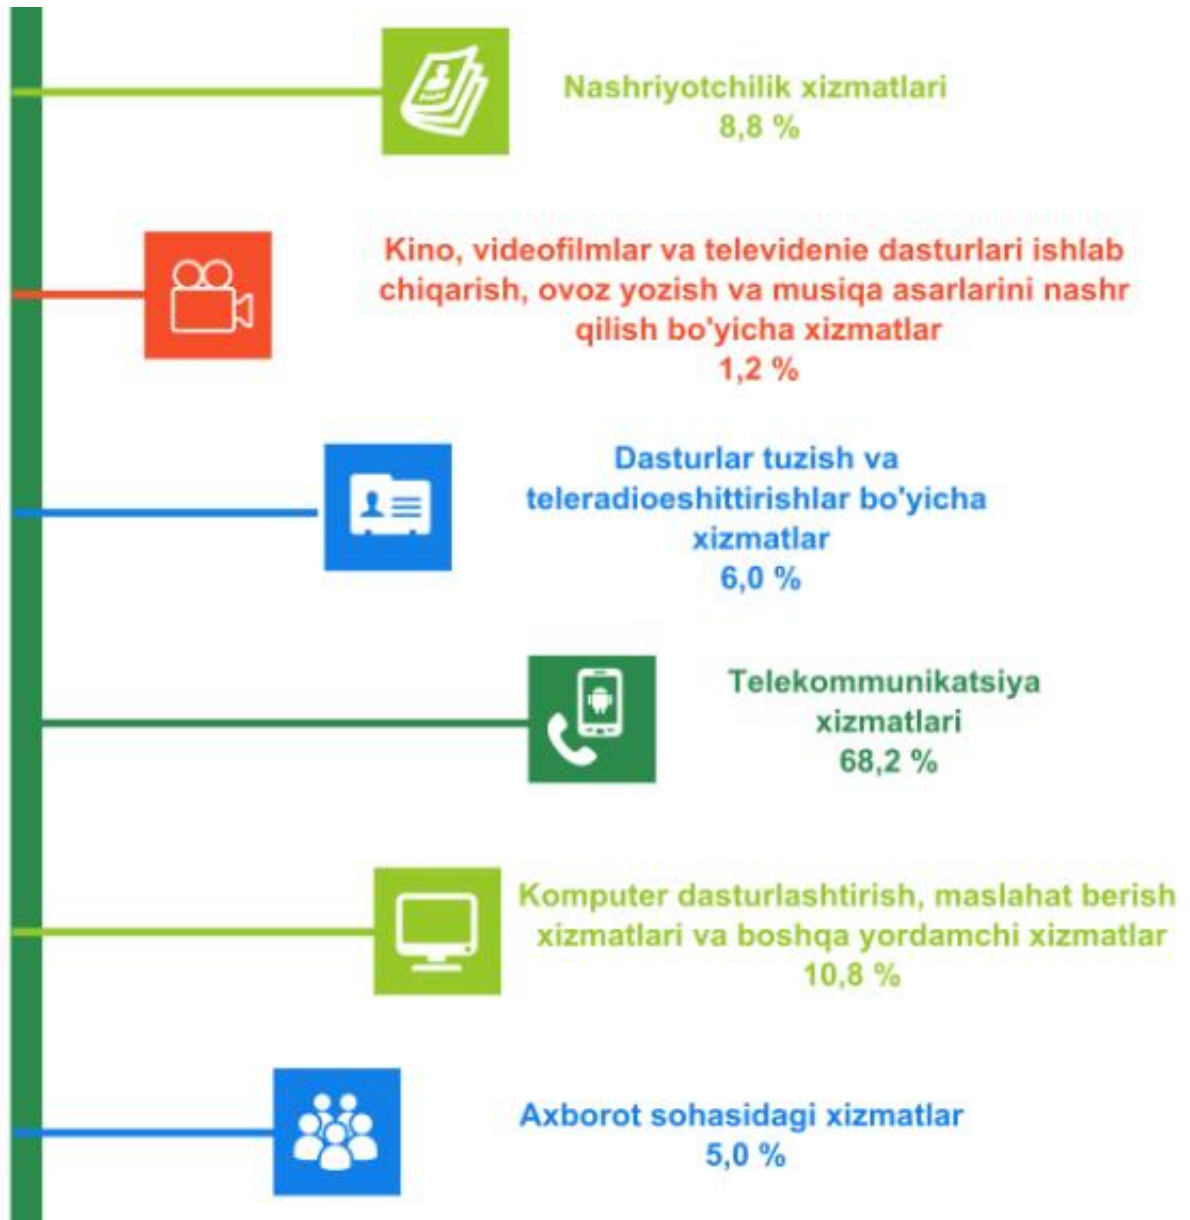 Nashriyotchilik xizmatlari
8,8 %
Kino, videofilmlar va televidenie dasturlari ishlab
chiqarish, ovoz yozish va musiqa asarlarini nashr
qilish bo'yicha xizmatlar
1,2 %
Dasturlar tuzish va
teleradioeshittirishlar bo'yicha
xizmatlar
6,0 %
Telekommunikatsiya
xizmatlari
68,2 %
Komputer dasturlashtirish, maslahat berish
xizmatlari va boshqa yordamchi xizmatlar
10,8 %
Axborot sohasidagi xizmatlar
5,0 %